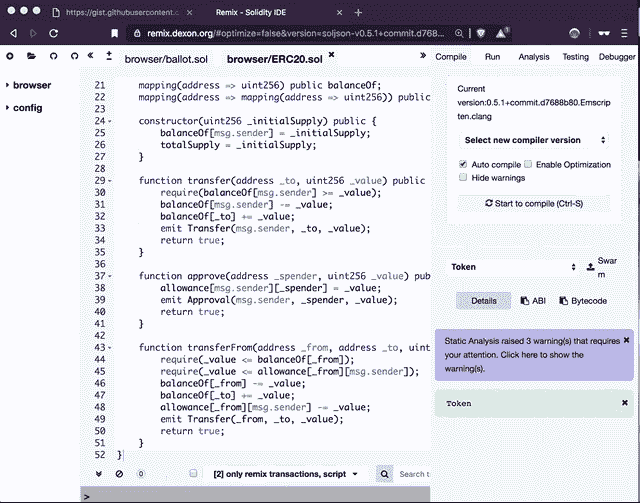 https://gist.githubusercontent.c
Remix - Solidity IDE
remix.dexon.org/#optimize=false&version=soljson-v0.5.1+commit.d7688
browser/ballot.sol
browser/ERC20.sol
Compile
Run
Analysis
Testing
Debugger
browser
config
21 mapping(address => uint256) public balanceOf;
22 mapping(address => mapping(address => uint256)) public
23
24 constructor(uint256 _initialSupply) public {
25 balanceOf[msg.sender] = _initialSupply;
26 totalSupply = _initialSupply;
27 }
28
29 function transfer(address _to, uint256 _value) public
30 require(balanceOf[msg.sender] >= _value);
31 balanceOf[msg.sender] -= _value;
32 balanceOf[_to] += _value;
33 emit Transfer(msg.sender, _to, _value);
34 return true;
35 }
36
37 function approve(address _spender, uint256 _value) pub
38 allowance[msg.sender][_spender] = _value;
39 emit Approval(msg.sender, _spender, _value);
40 return true;
41 }
42
43 function transferFrom(address _from, address _to, uint
44 require(_value <= balanceOf[_from]);
45 require(_value <= allowance[_from][msg.sender]);
46 balanceOf[_from] -= _value;
47 balanceOf[_to] += _value;
48 allowance[_from][msg.sender] -= _value;
49 emit Transfer(_from, _to, _value);
50 return true;
51 }
52 }
0
[2] only remix transactions, script
Search t
>
Current
version:0.5.1+commit.d7688b80.Emscrip
ten.clang
Select new compiler version
Auto compile
Enable Optimization
Hide warnings
Start to compile (Ctrl-S)
Token
Swar
m
Details
ABI
Bytecode
Static Analysis raised 3 warning(s) that requires
your attention. Click here to show the
warning(s).
Token